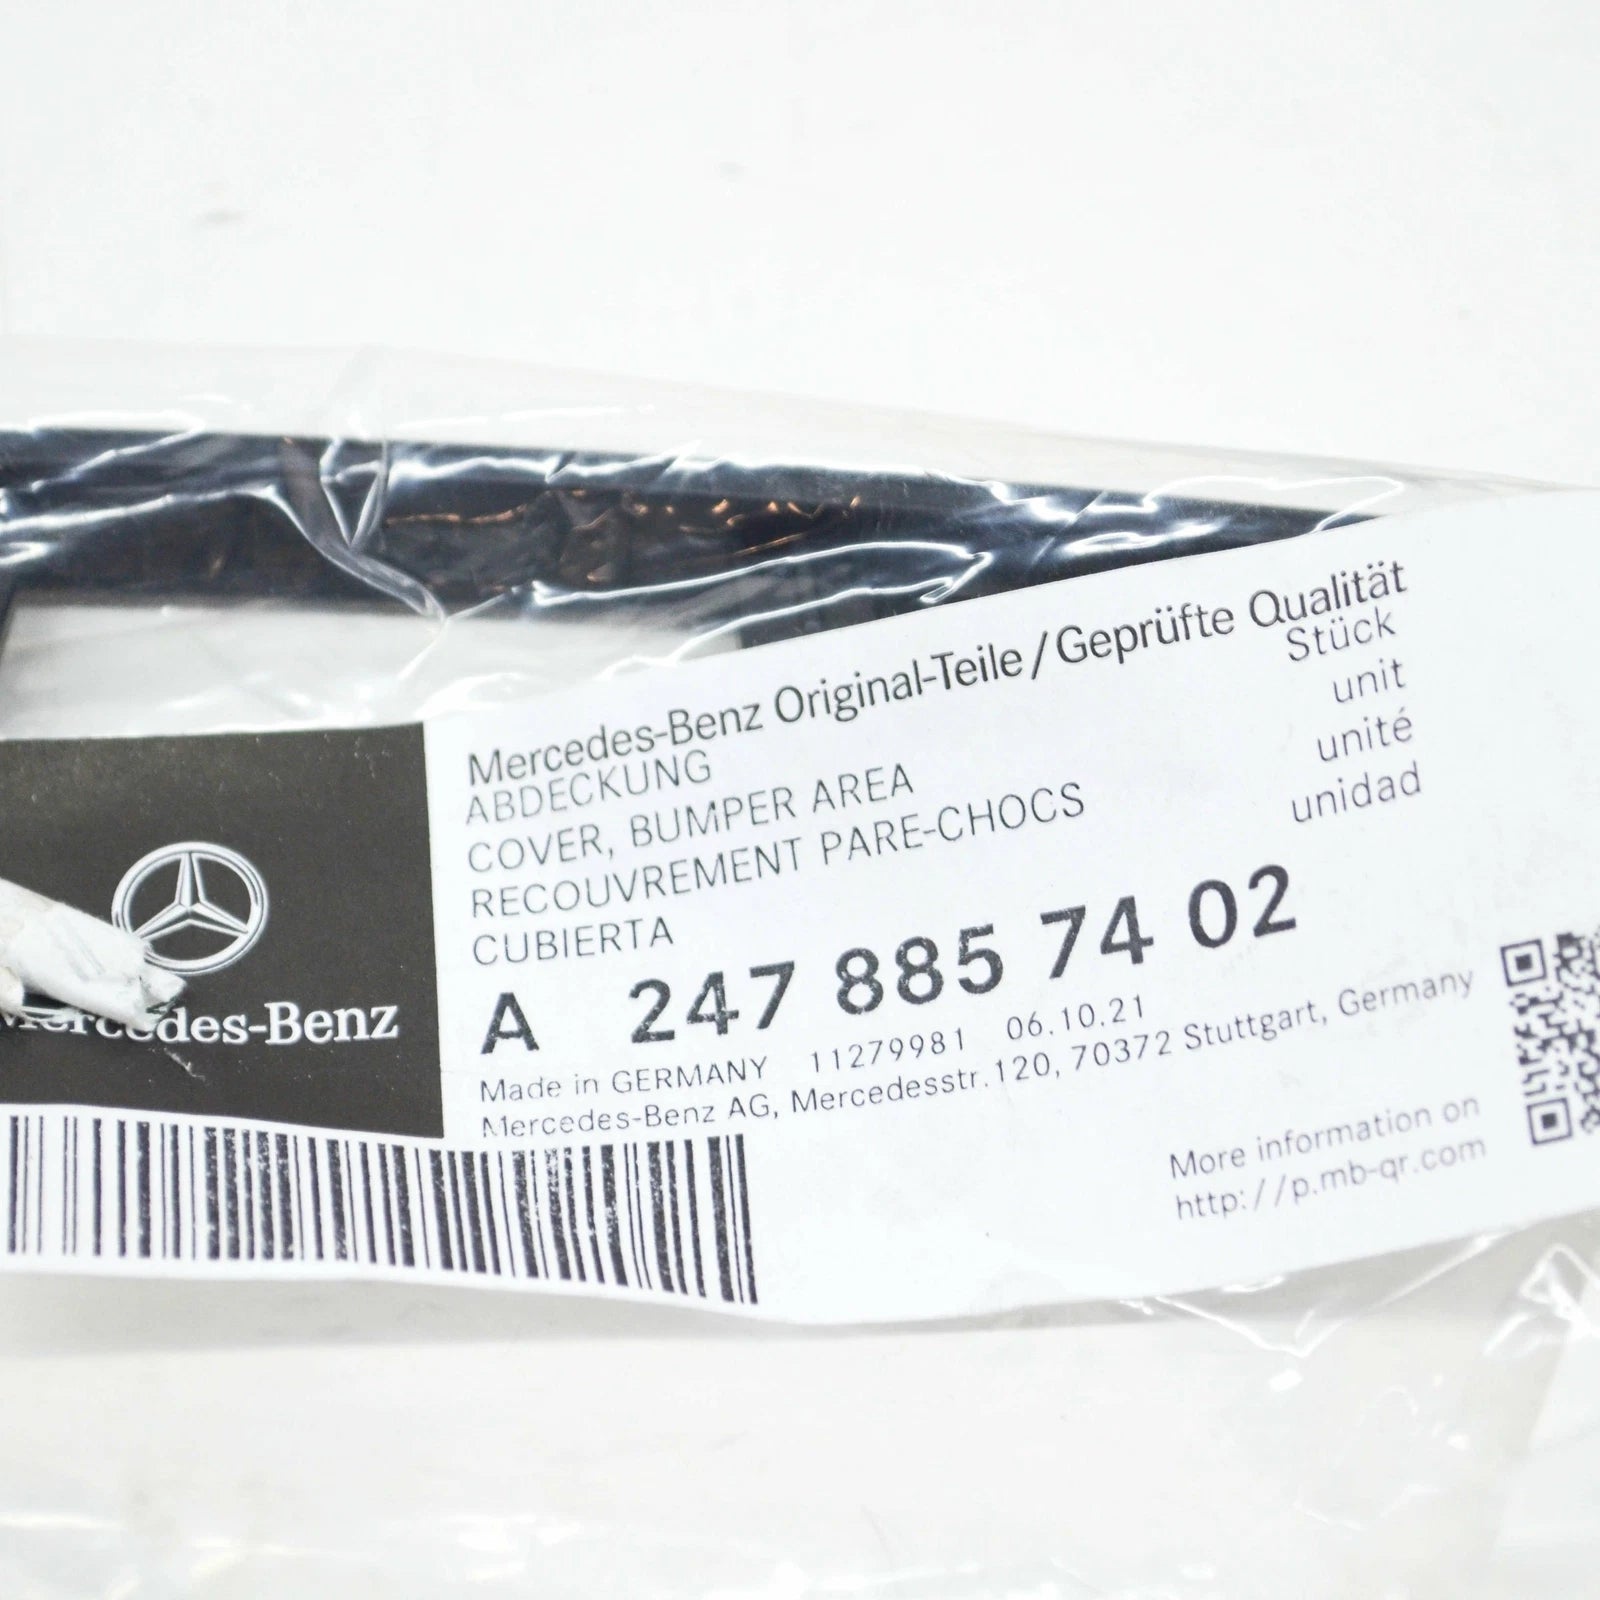 Mercedes-Benz Original-Teile / Geprüfte Qualität
ABDECKUNG Stück
COVER, BUMPER AREA unit
RECOUVREMENT PARE-CHOCS unité
CUBIERTA unidad
A 247 885 74 02
Made in GERMANY 11279981 06.10.21
Mercedes-Benz AG, Mercedesstr.120, 70372 Stuttgart, Germany
More information on
http://p.mb-qr.com
Mercedes-Benz